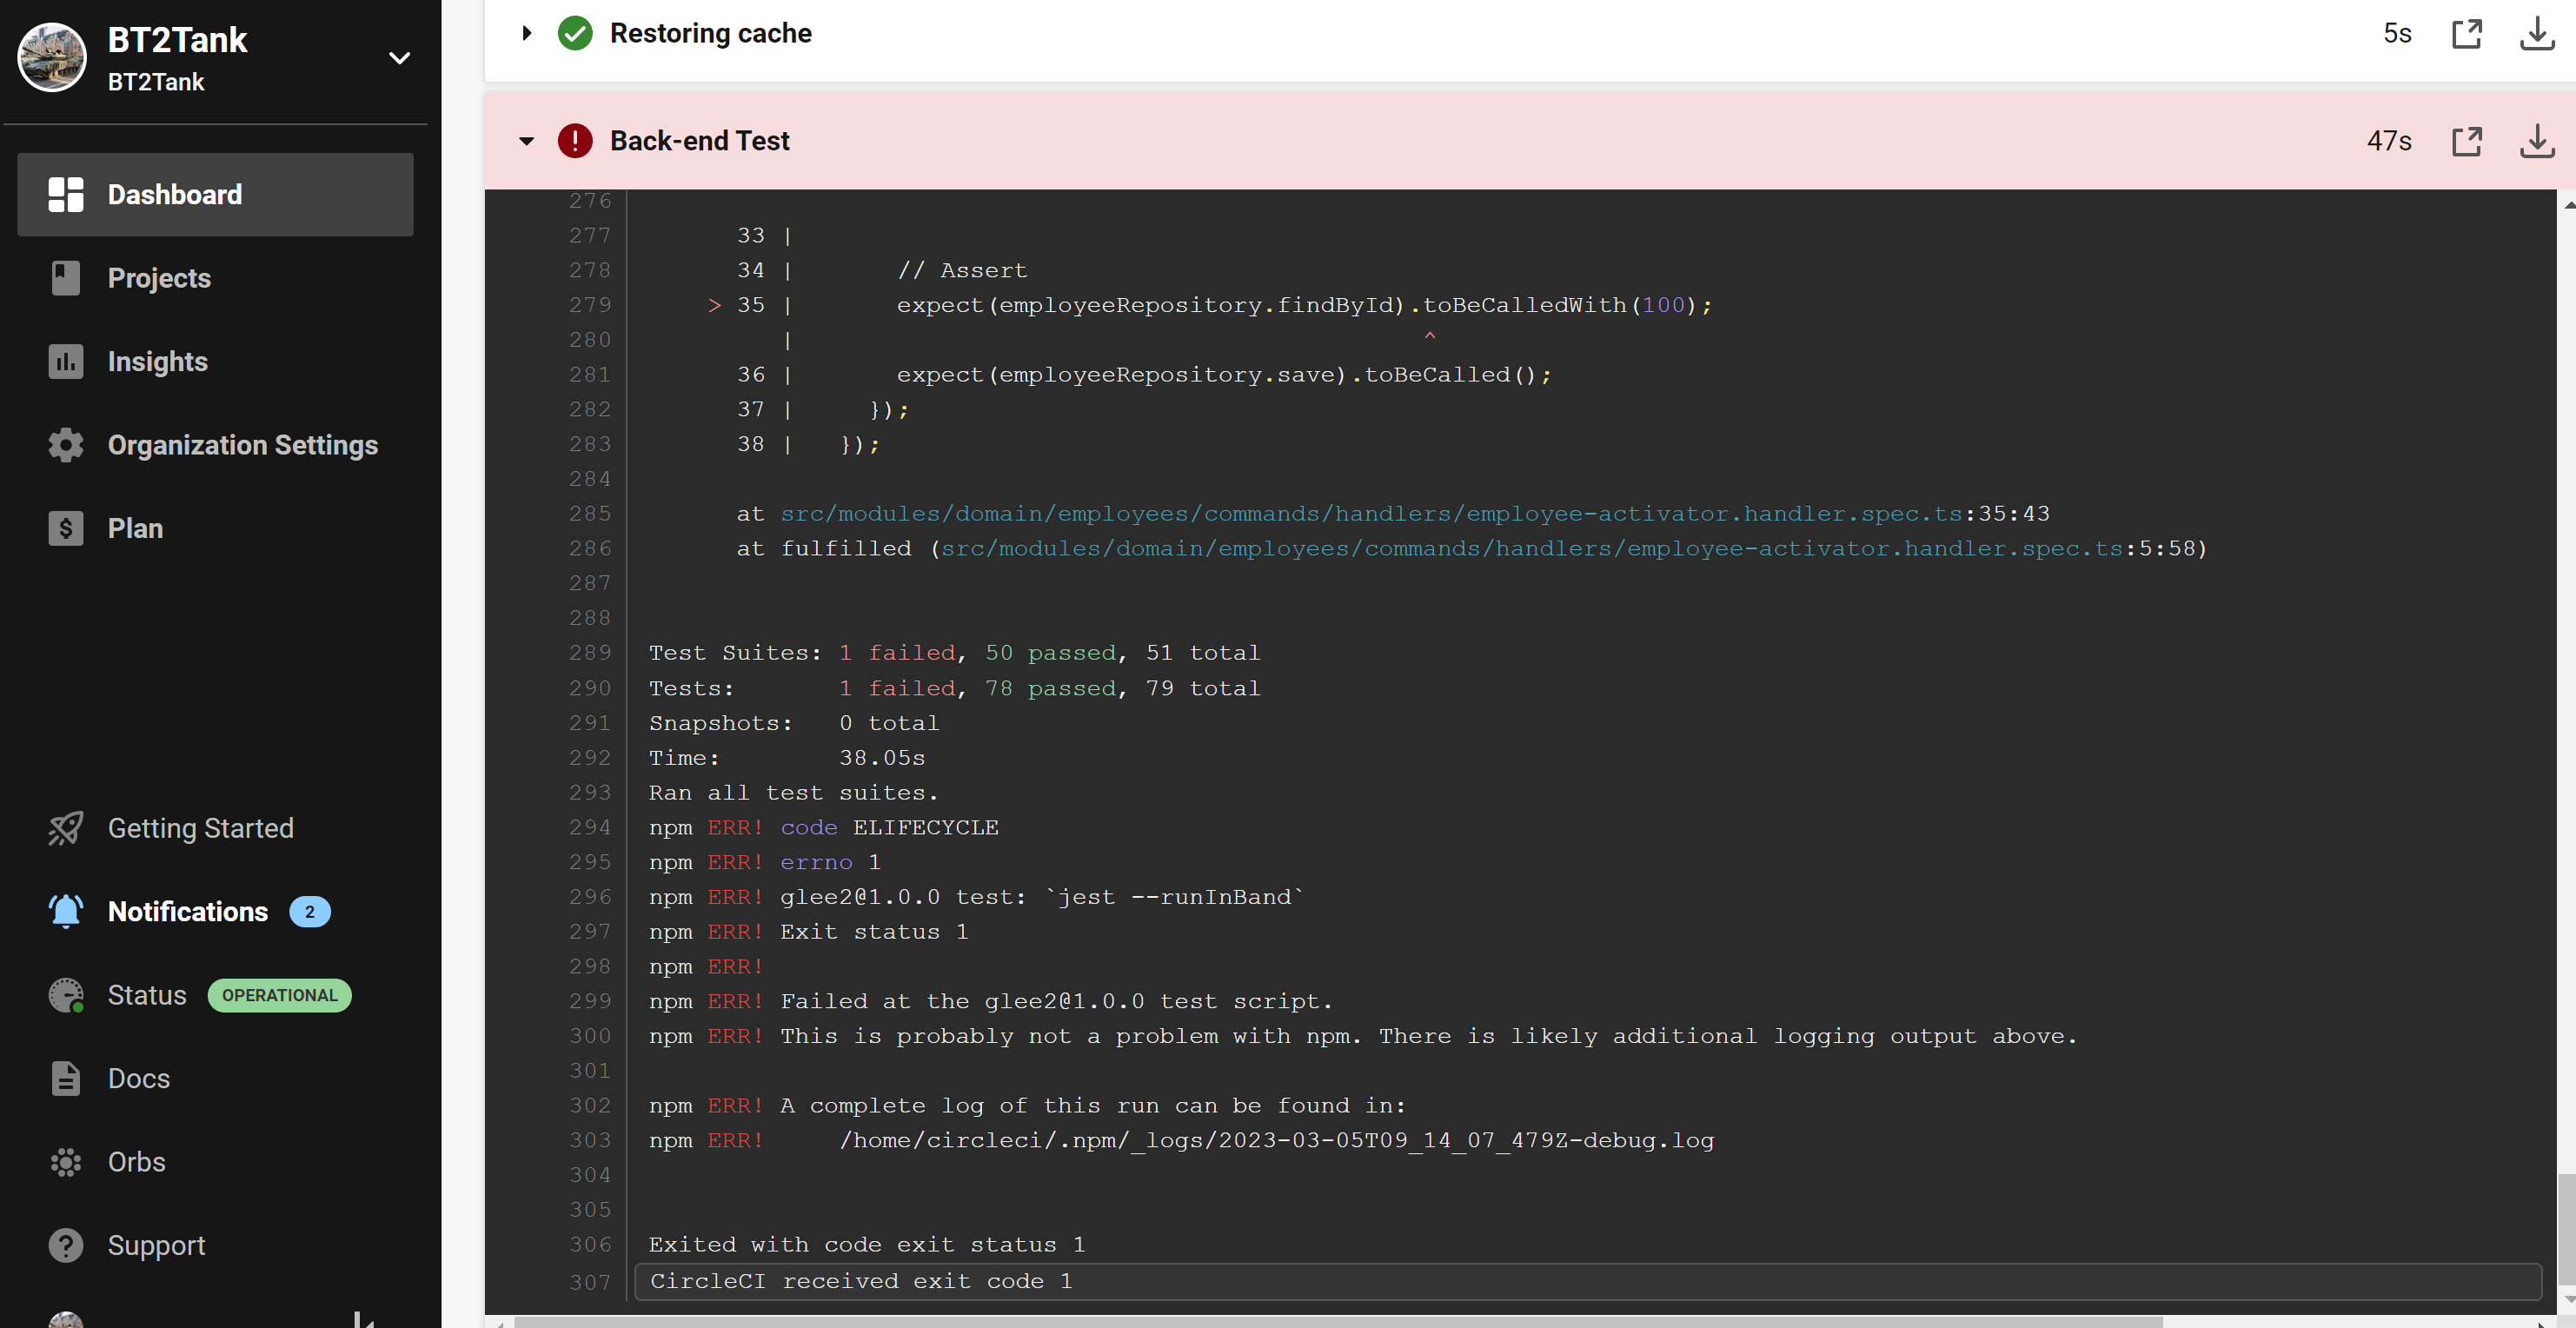 BT2Tank
BT2Tank
Dashboard
Projects
Insights
Organization Settings
Plan
Getting Started
Notifications 2
Status OPERATIONAL
Docs
Orbs
Support
Restoring cache 5s
Back-end Test 47s
276
277 33 |
278 34 | // Assert
279 > 35 | expect(employeeRepository.findById).toBeCalledWith(100);
280 | ^
281 36 | expect(employeeRepository.save).toBeCalled();
282 37 | });
283 38 | });
284
285 at src/modules/domain/employees/commands/handlers/employee-activator.handler.spec.ts:35:43
286 at fulfilled (src/modules/domain/employees/commands/handlers/employee-activator.handler.spec.ts:5:58)
287
288
289 Test Suites: 1 failed, 50 passed, 51 total
290 Tests: 1 failed, 78 passed, 79 total
291 Snapshots: 0 total
292 Time: 38.05s
293 Ran all test suites.
294 npm ERR! code ELIFECYCLE
295 npm ERR! errno 1
296 npm ERR! glee2@1.0.0 test: `jest --runInBand`
297 npm ERR! Exit status 1
298 npm ERR!
299 npm ERR! Failed at the glee2@1.0.0 test script.
300 npm ERR! This is probably not a problem with npm. There is likely additional logging output above.
301
302 npm ERR! A complete log of this run can be found in:
303 npm ERR! /home/circleci/.npm/_logs/2023-03-05T09_14_07_479Z-debug.log
304
305
306 Exited with code exit status 1
307 CircleCI received exit code 1